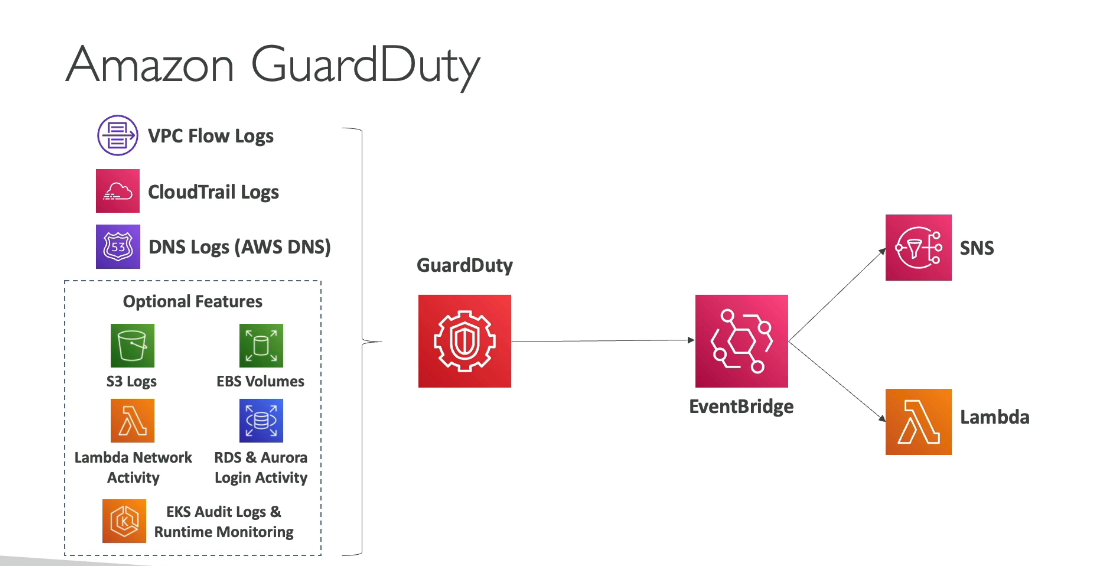 Amazon GuardDuty
VPC Flow Logs
CloudTrail Logs
53
DNS Logs (AWS DNS)
Optional Features
S3 Logs
EBS Volumes
Lambda Network
Activity
RDS & Aurora
Login Activity
K
EKS Audit Logs &
Runtime Monitoring
GuardDuty
EventBridge
SNS
Lambda